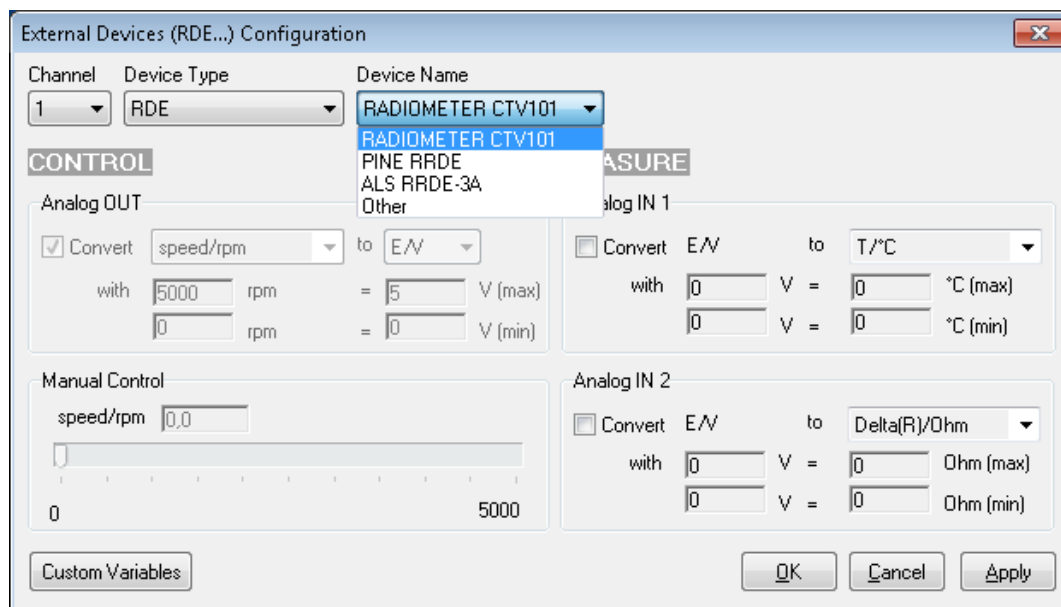 External Devices (RDE...) Configuration
Channel Device Type Device Name
1 RDE RADIOMETER CTV101
RADIOMETER CTV101
PINE RRDE
ALS RRDE-3A
Other
CONTROL ASURE
Analog OUT alog IN 1
Convert speed/rpm to E/V Convert E/V to T/°C
with 5000 rpm = 5 V (max) with 0 V = 0 °C (max)
0 rpm = 0 V (min) 0 V = 0 °C (min)
Manual Control Analog IN 2
speed/rpm 0,0 Convert E/V to Delta(R)/Ohm
with 0 V = 0 Ohm (max)
0 5000 0 V = 0 Ohm (min)
Custom Variables OK Cancel Apply